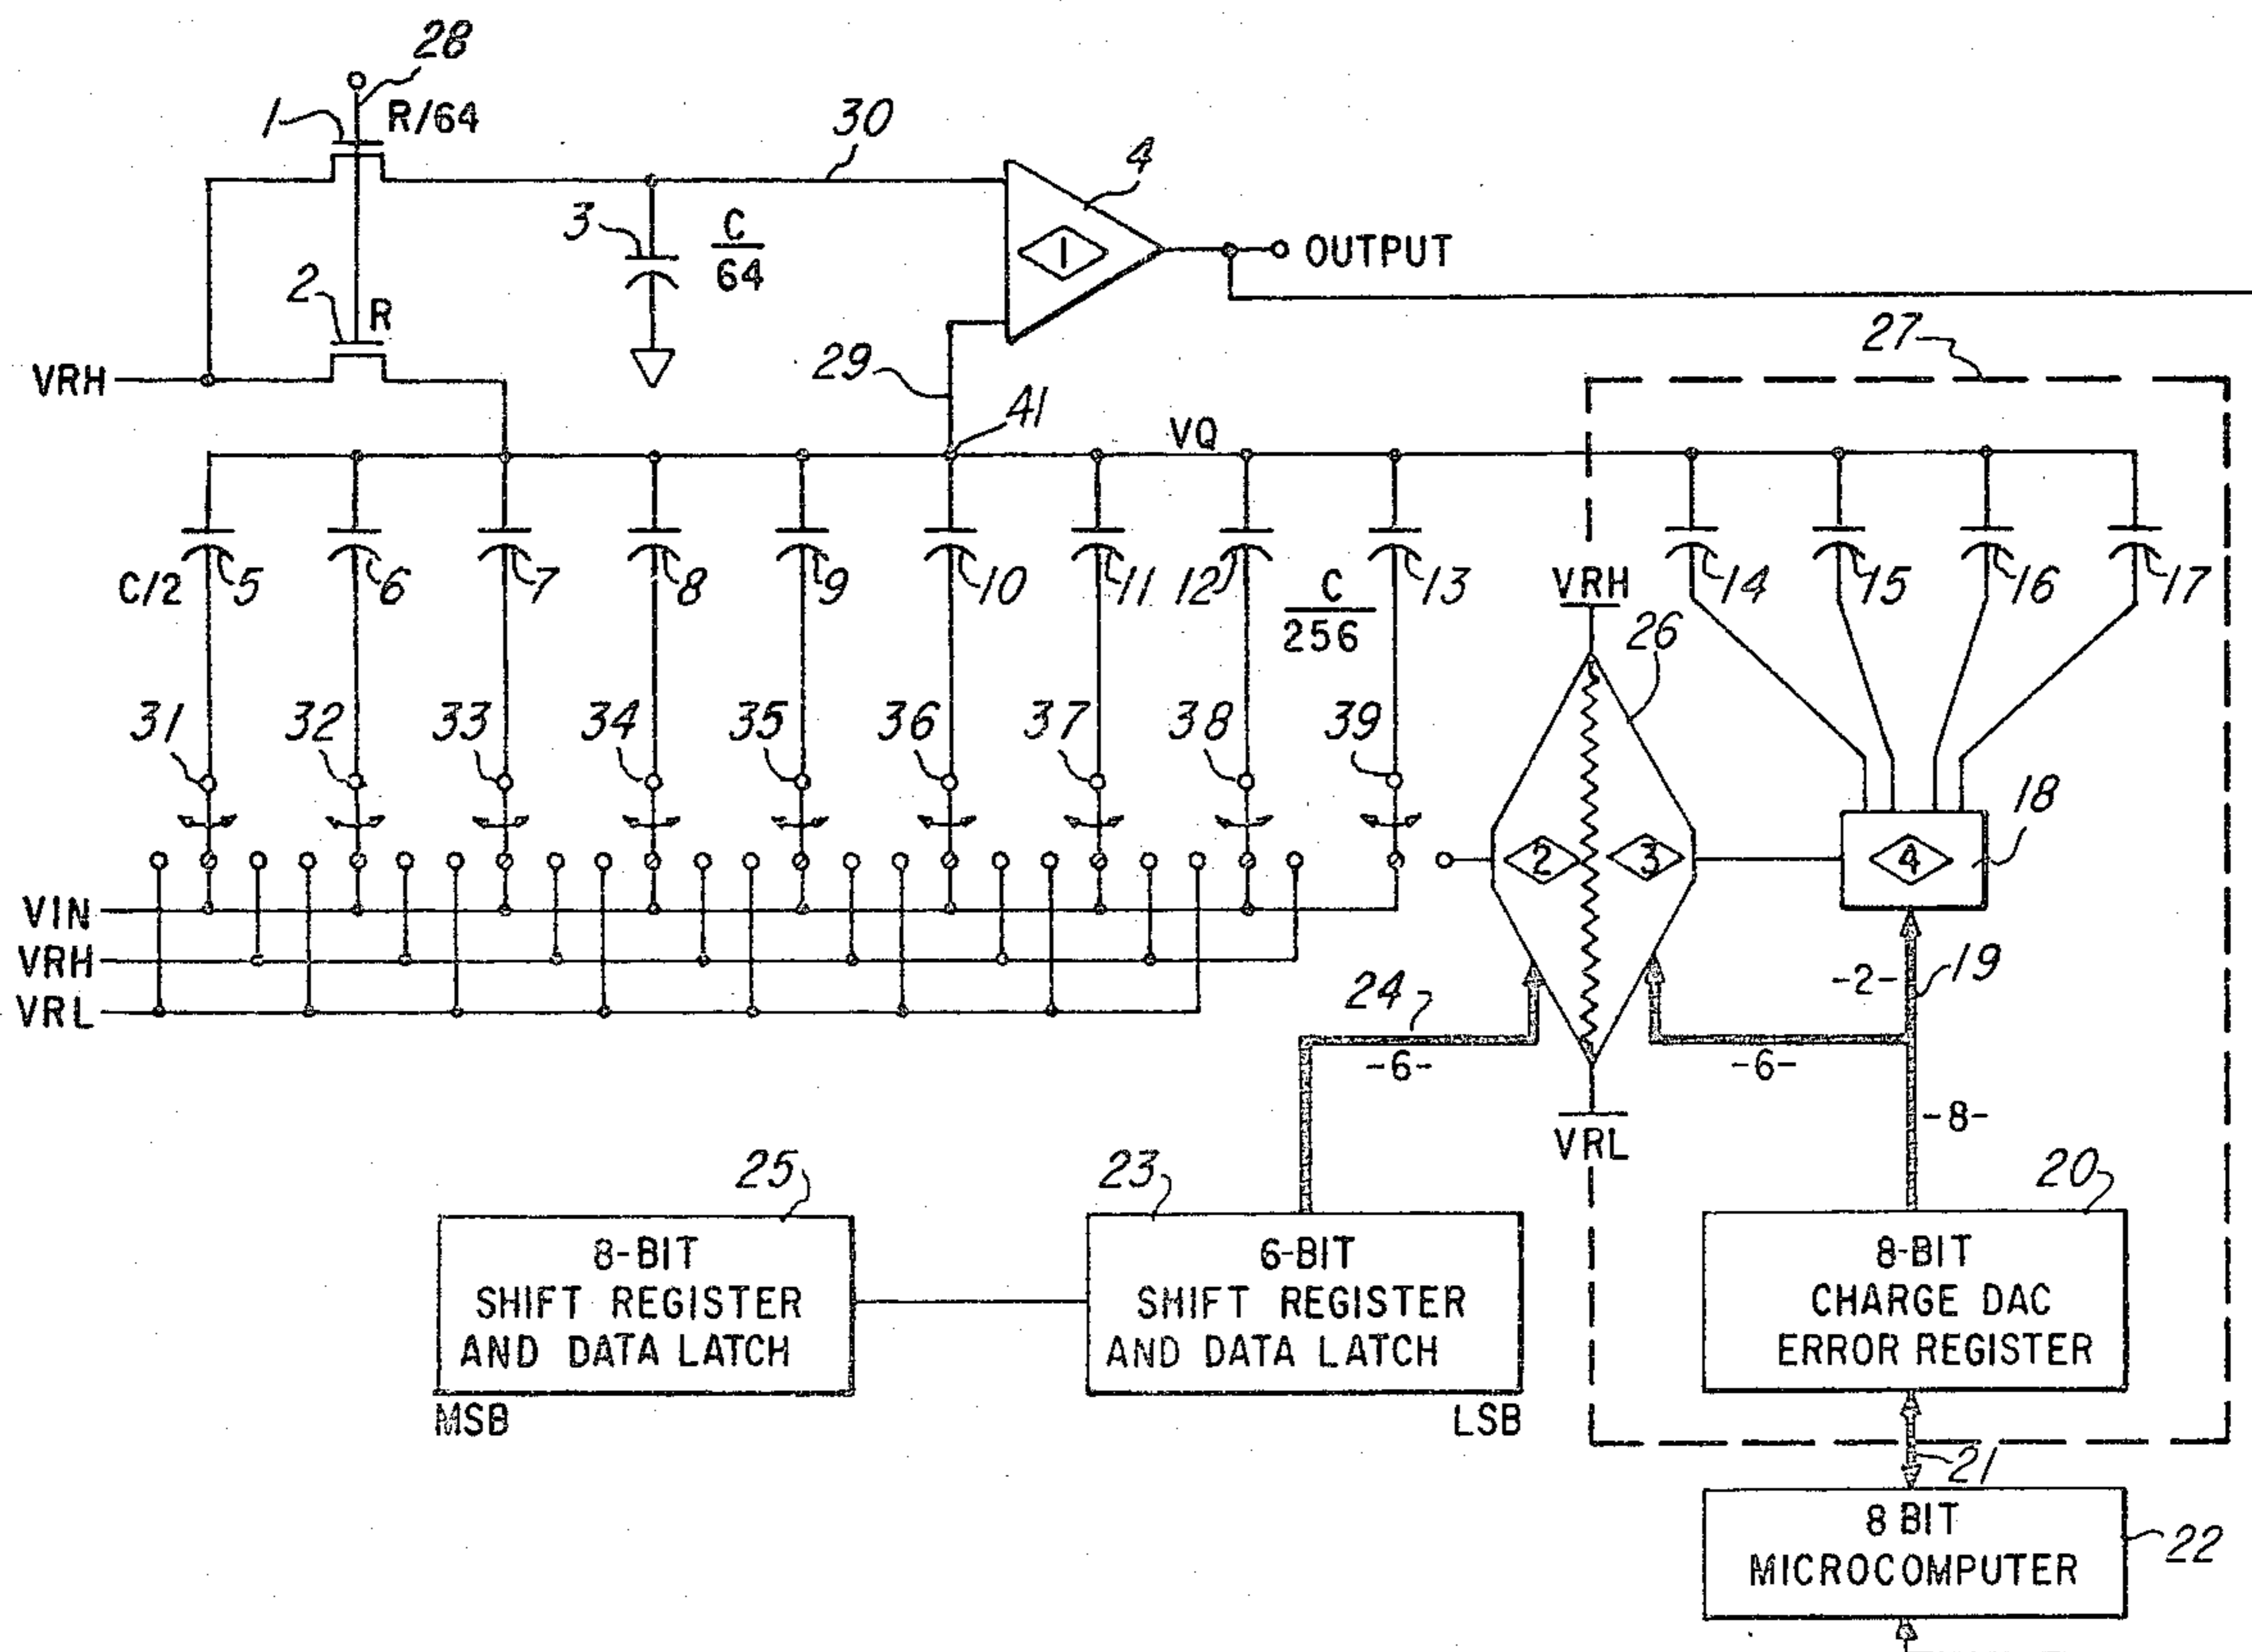 28
1
R/64
30
4
3
C
64
1
OUTPUT
2
R
27
VRH
29
41
VQ
C/2
5
6
7
8
9
10
11
12
C
256
13
14
15
16
17
VRH
26
31
32
33
34
35
36
37
38
39
18
2
3
4
VIN
VRH
VRL
24
-6-
-2-
19
-6-
-8-
VRL
25
23
20
8-BIT
SHIFT REGISTER
AND DATA LATCH
6-BIT
SHIFT REGISTER
AND DATA LATCH
8-BIT
CHARGE DAC
ERROR REGISTER
MSB
LSB
21
8 BIT
MICROCOMPUTER
22